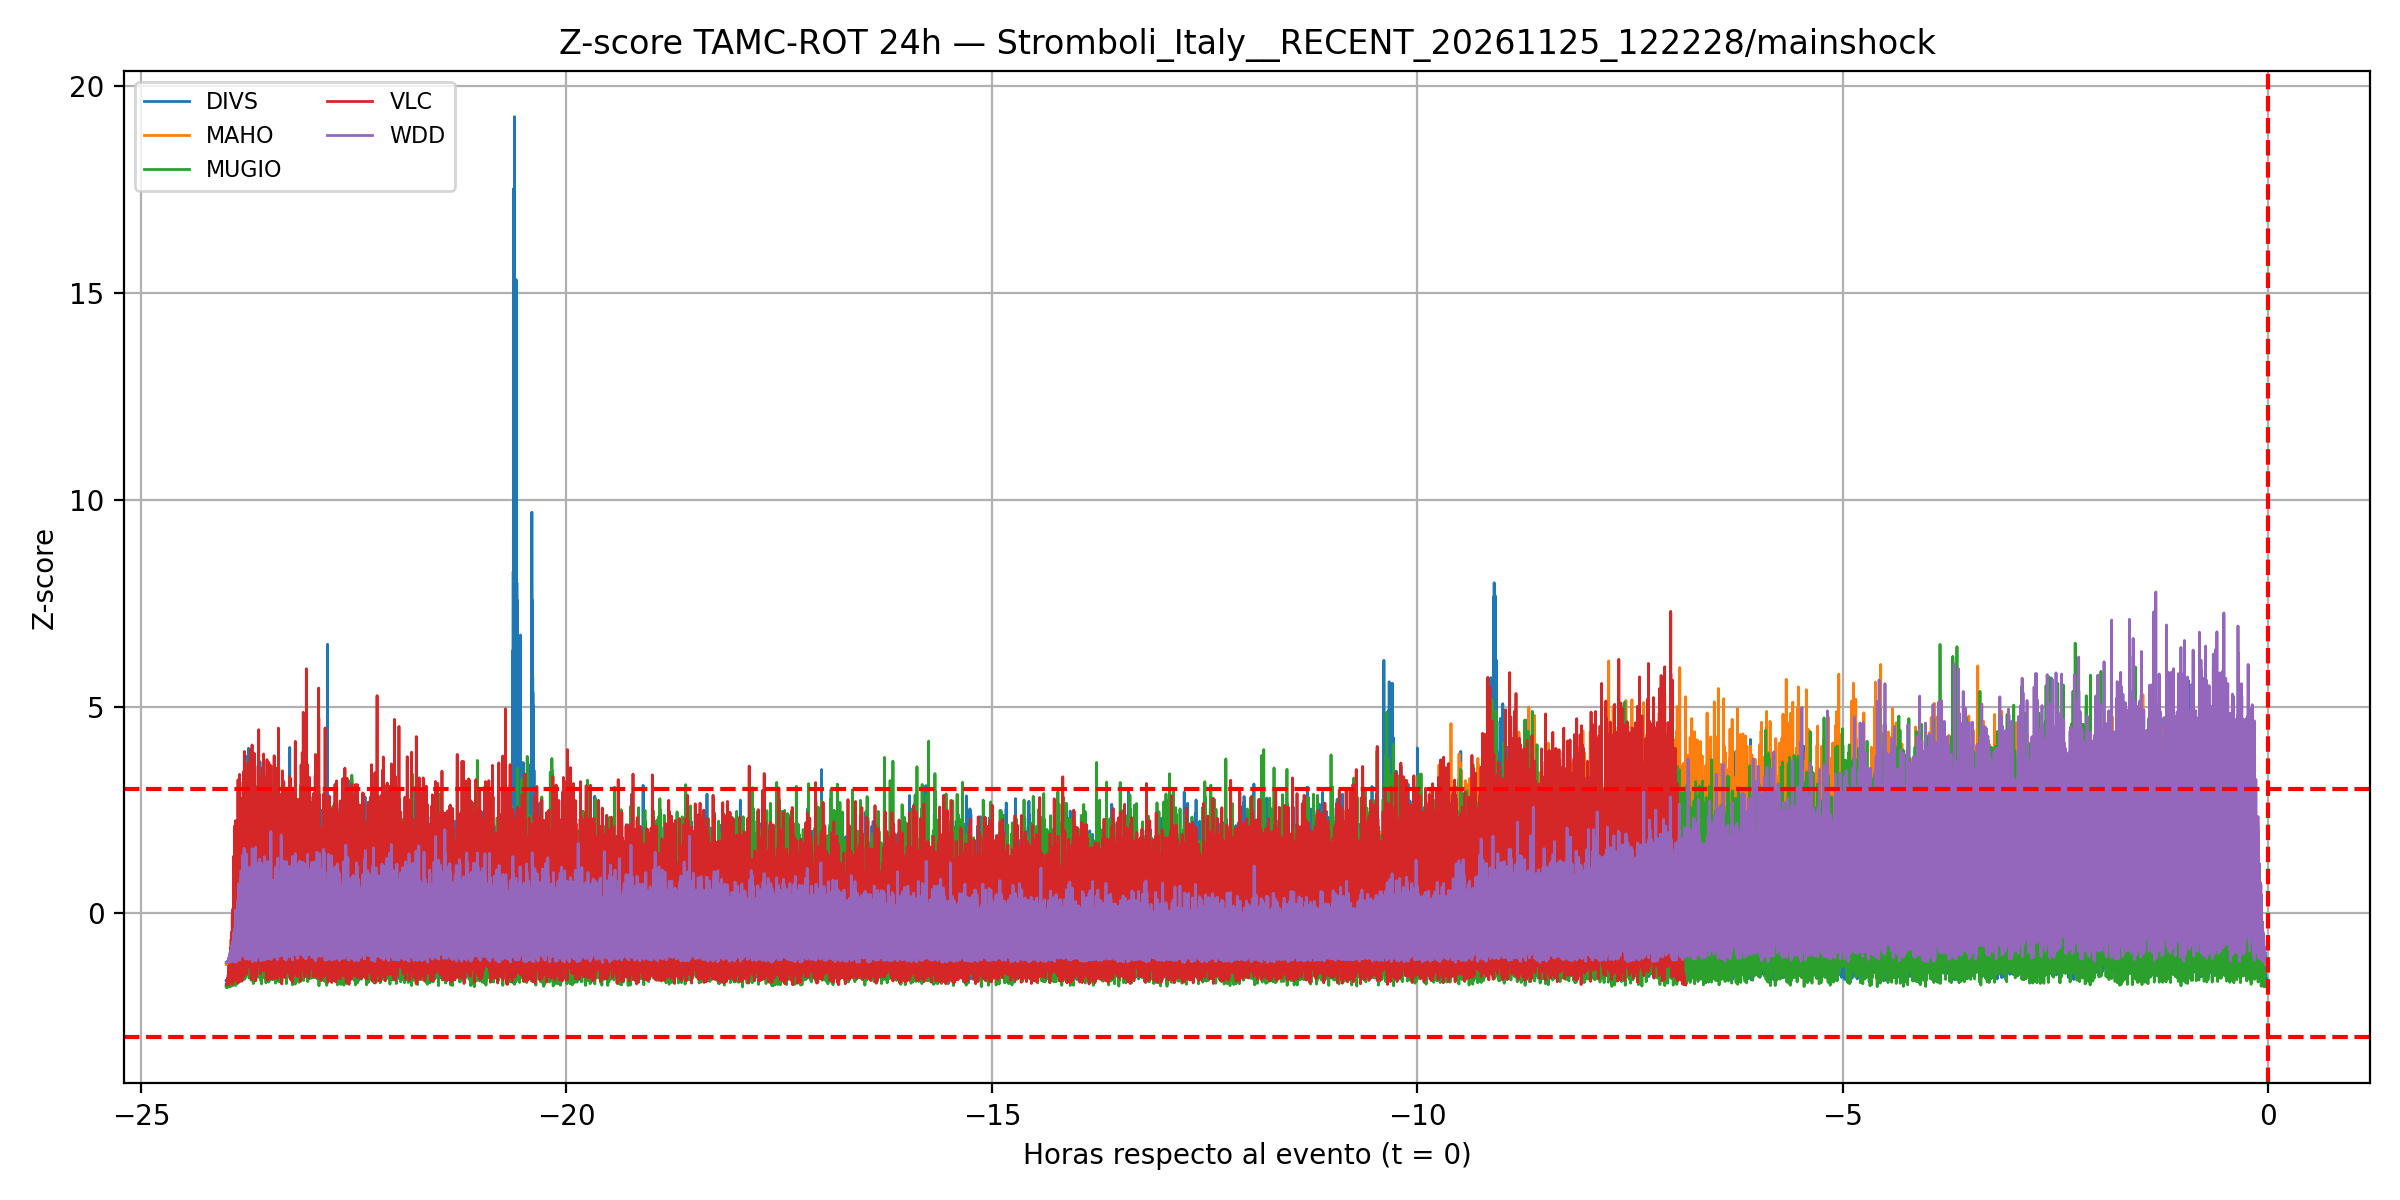 Z-score TAMC-ROT 24h — Stromboli_Italy__RECENT_20261125_122228/mainshock
DIVS
MAHO
MUGIO
VLC
WDD
20
15
10
5
0
Z-score
−25
−20
−15
−10
−5
0
Horas respecto al evento (t = 0)